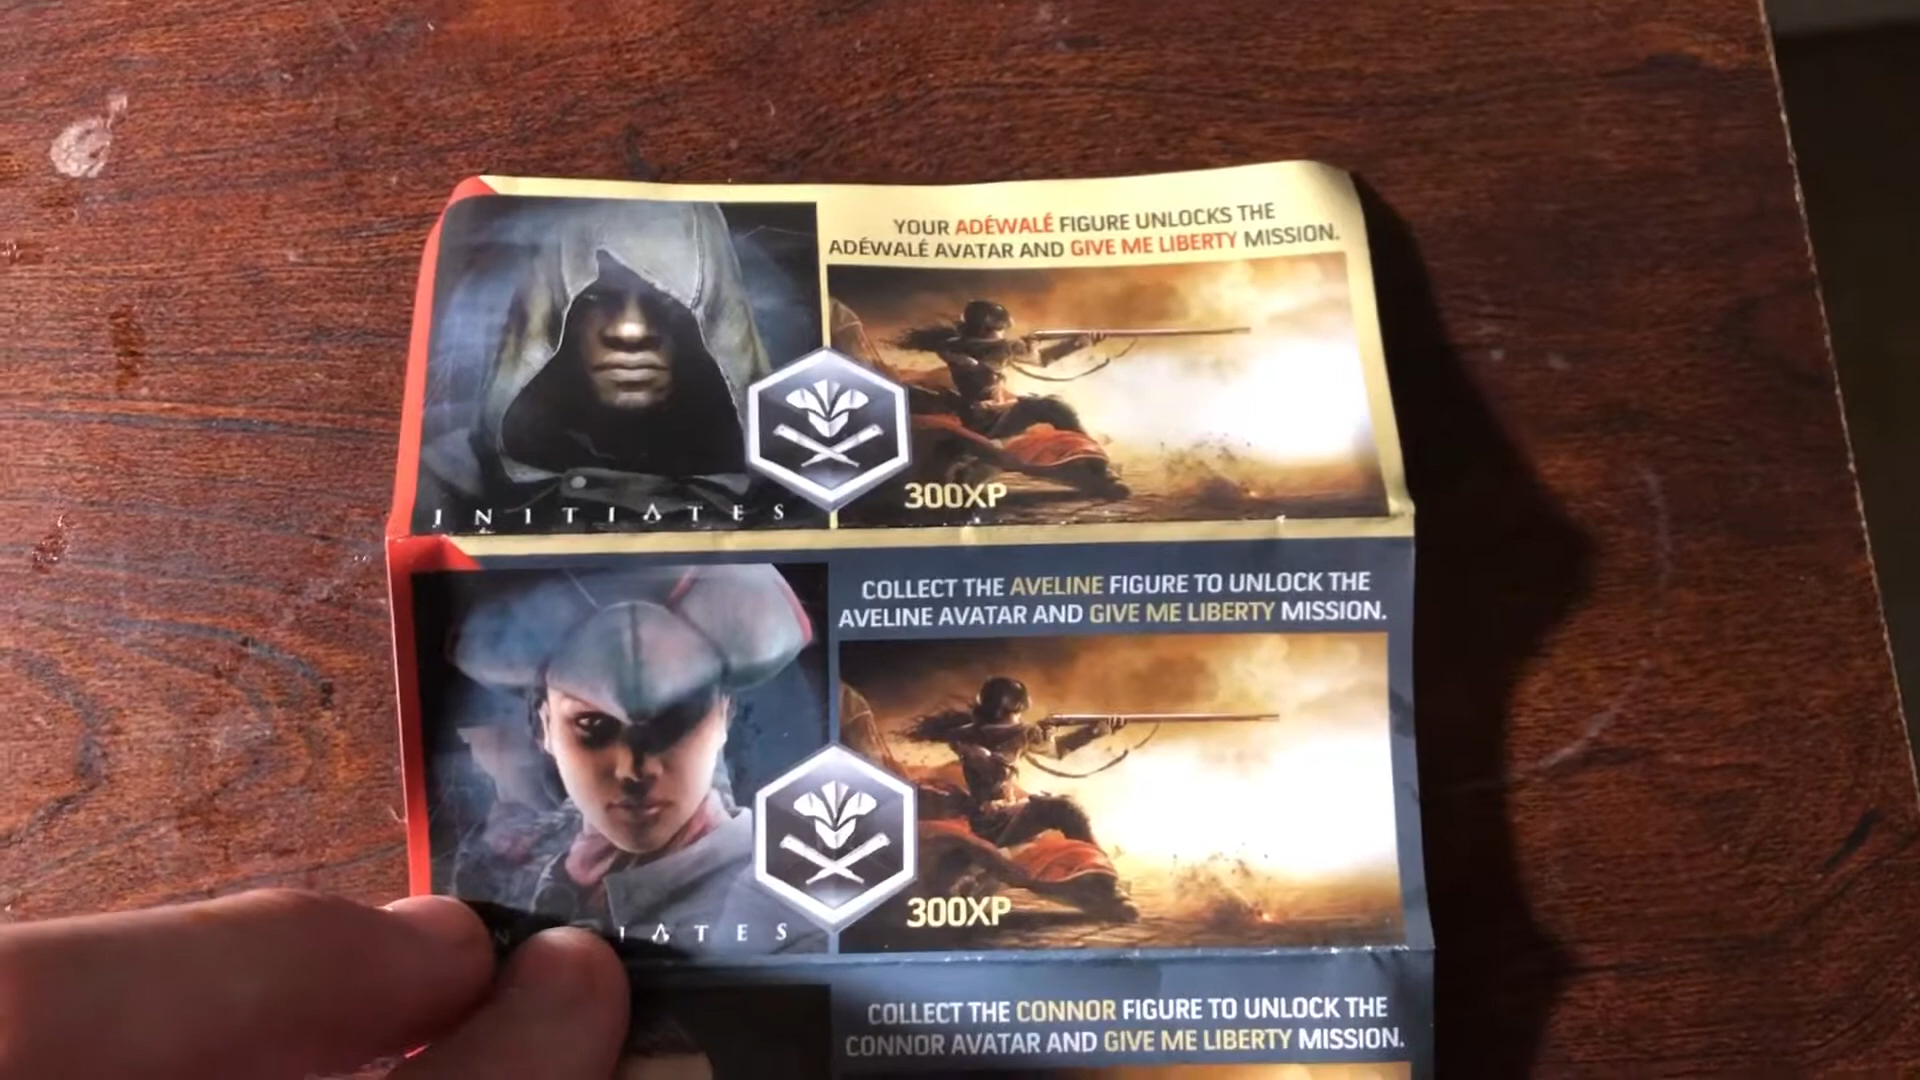 YOUR ADÉWALÉ FIGURE UNLOCKS THE
ADÉWALÉ AVATAR AND GIVE ME LIBERTY MISSION.
300XP
INITIATES
COLLECT THE AVELINE FIGURE TO UNLOCK THE
AVELINE AVATAR AND GIVE ME LIBERTY MISSION.
300XP
N IATES
COLLECT THE CONNOR FIGURE TO UNLOCK THE
CONNOR AVATAR AND GIVE ME LIBERTY MISSION.